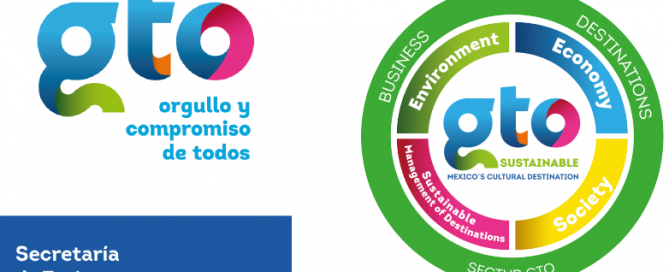 gto
orgullo y
compromiso
de todos
Secretaría
BUSINESS
DESTINATIONS
SECTUR GTO
Environment
Economy
Sustainable
Management of Destinations
Society
gto
SUSTAINABLE
MEXICO'S CULTURAL DESTINATION